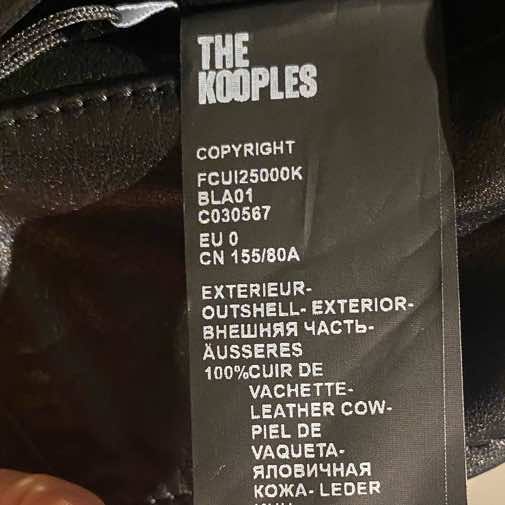 THE
KOOPLES
COPYRIGHT
FCUI25000K
BLA01
C030567
EU 0
CN 155/80A
EXTERIEUR-
OUTSHELL- EXTERIOR-
ВНЕШНЯЯ ЧАСТЬ-
ÄUSSERES
100%CUIR DE
VACHETTE-
LEATHER COW-
PIEL DE
VAQUETA-
ЯЛОВИЧНАЯ
КОЖА- LEDER